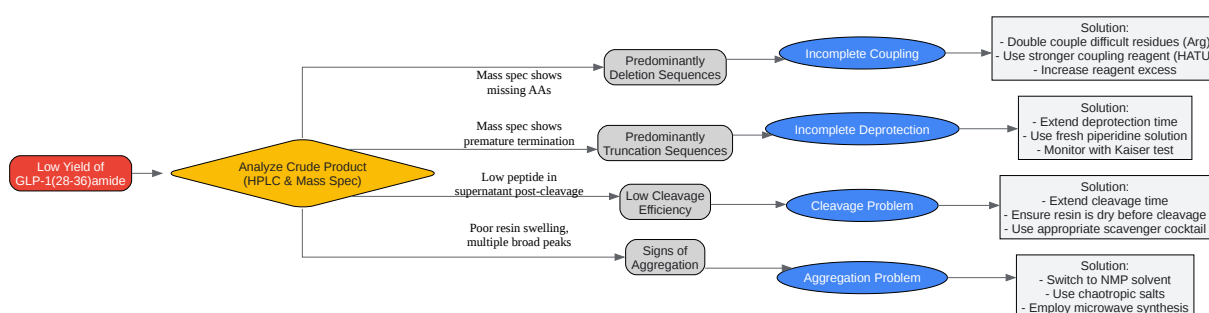 Low Yield of
GLP-1(28-36)amide
Analyze Crude Product
(HPLC & Mass Spec)
Mass spec shows
missing AAs
Predominantly
Deletion Sequences
Incomplete Coupling
Solution:
- Double couple difficult residues (Arg)
- Use stronger coupling reagent (HATU)
- Increase reagent excess
Mass spec shows
premature termination
Predominantly
Truncation Sequences
Incomplete Deprotection
Solution:
- Extend deprotection time
- Use fresh piperidine solution
- Monitor with Kaiser test
Low peptide in
supernatant post-cleavage
Low Cleavage
Efficiency
Cleavage Problem
Solution:
- Extend cleavage time
- Ensure resin is dry before cleavage
- Use appropriate scavenger cocktail
Poor resin swelling,
multiple broad peaks
Signs of
Aggregation
Aggregation Problem
Solution:
- Switch to NMP solvent
- Use chaotropic salts
- Employ microwave synthesis